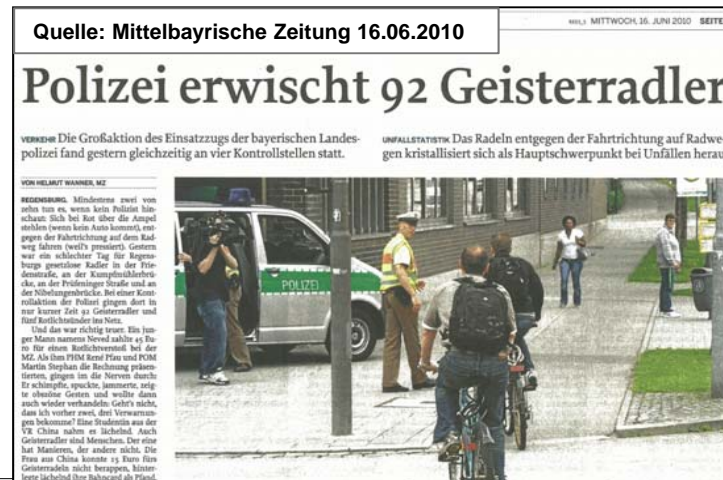 Quelle: Mittelbayrische Zeitung 16.06.2010
MITTWOCH, 16. JUNI 2010 SEITE
Polizei erwischt 92 Geisterradler
VERKEHR Die Großaktion des Einsatzzugs der bayerischen Landes-
polizei fand gestern gleichzeitig an vier Kontrollstellen statt.
UNFALLSTATISTIK Das Radeln entgegen der Fahrtrichtung auf Radwe-
gen kristallisiert sich als Hauptschwerpunkt bei Unfällen herau
VON HELMUT WANNER, MZ
REGENSBURG. Mindestens zwei von
zehn tun es, wenn kein Polizist hin-
schaut: Sich bei Rot über die Ampel
stehlen (wenn kein Auto kommt), ent-
gegen der Fahrtrichtung auf dem Rad-
weg fahren (weil's pressiert). Gestern
war ein schlechter Tag für Regens-
burgs gesetzlose Radler in der Frie-
denstraße, an der Kumpfmühlerbrü-
cke, an der Prüfeninger Straße und an
der Nibelungenbrücke. Bei einer Kont-
rollaktion der Polizei gingen dort in
nur kurzer Zeit 92 Geisterradler und
fünf Rotlichtsünder ins Netz.
Und das war richtig teuer. Ein jun-
ger Mann namens Neved zahlte 45 Eu-
ro für einen Rotlichtverstoß bei der
MZ. Als ihm PHM René Pfau und POM
Martin Stephan die Rechnung präsen-
tierten, gingen im die Nerven durch:
Er schimpfte, spuckte, jammerte, zeig-
te obszöne Gesten und wollte dann
auch wieder verhandeln: Geht's nicht,
dass ich vorher zwei, drei Verwarnun-
gen bekomme? Eine Studentin aus der
VR China nahm es lächelnd. Auch
Geisterradler sind Menschen. Der eine
hat Manieren, der andere nicht. Die
Frau aus China konnte 15 Euro fürs
Geisterradeln nicht berappen, hinter-
legte lächelnd ihre Bahncard als Pfand.
POLIZEI